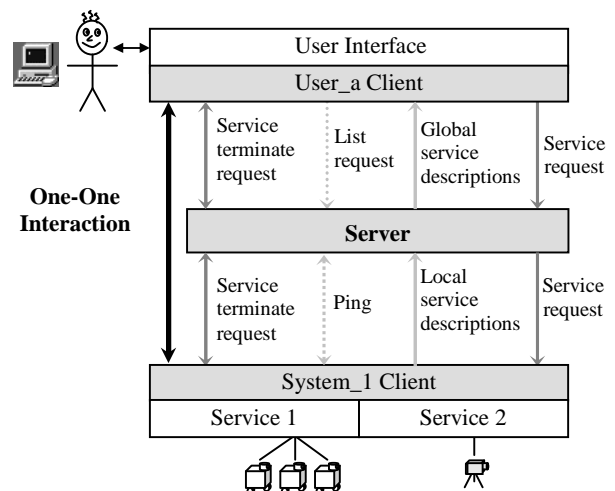 User Interface
User_a Client
Service
terminate
request
List
request
Global
service
descriptions
Service
request
One-One
Interaction
Server
Service
terminate
request
Ping
Local
service
descriptions
Service
request
System_1 Client
Service 1
Service 2